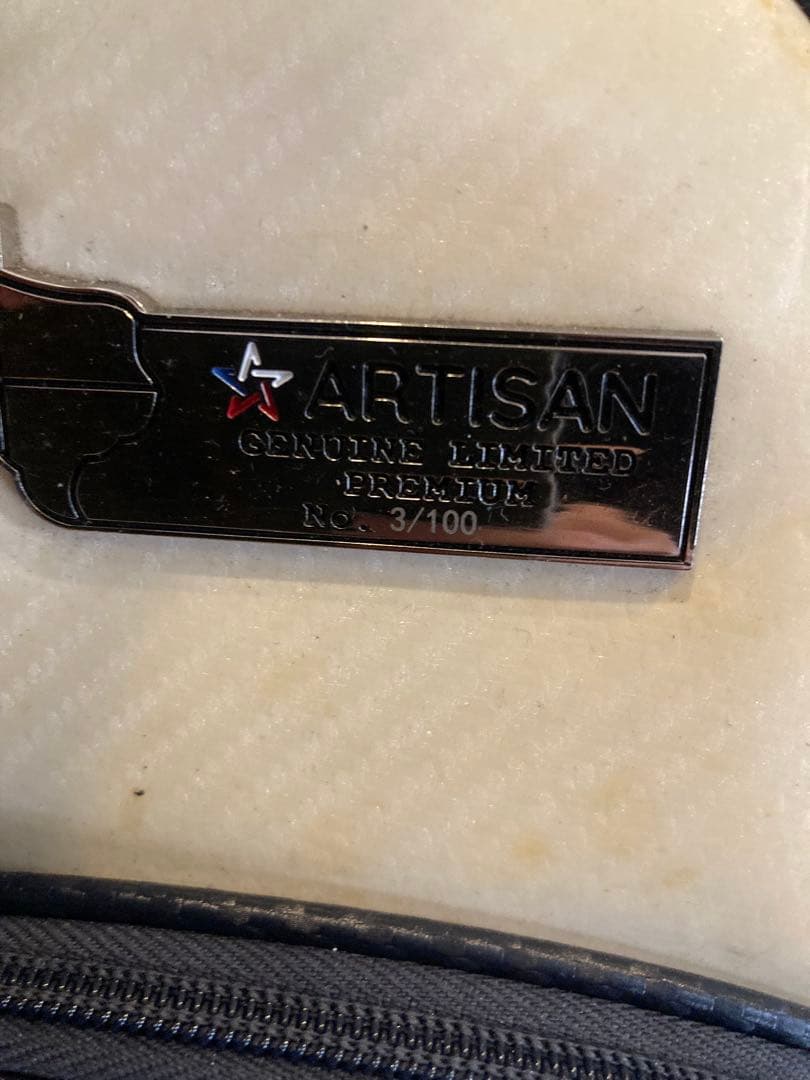 ARTISAN
GENUINE LIMITED
PREMIUM
No. 3/100